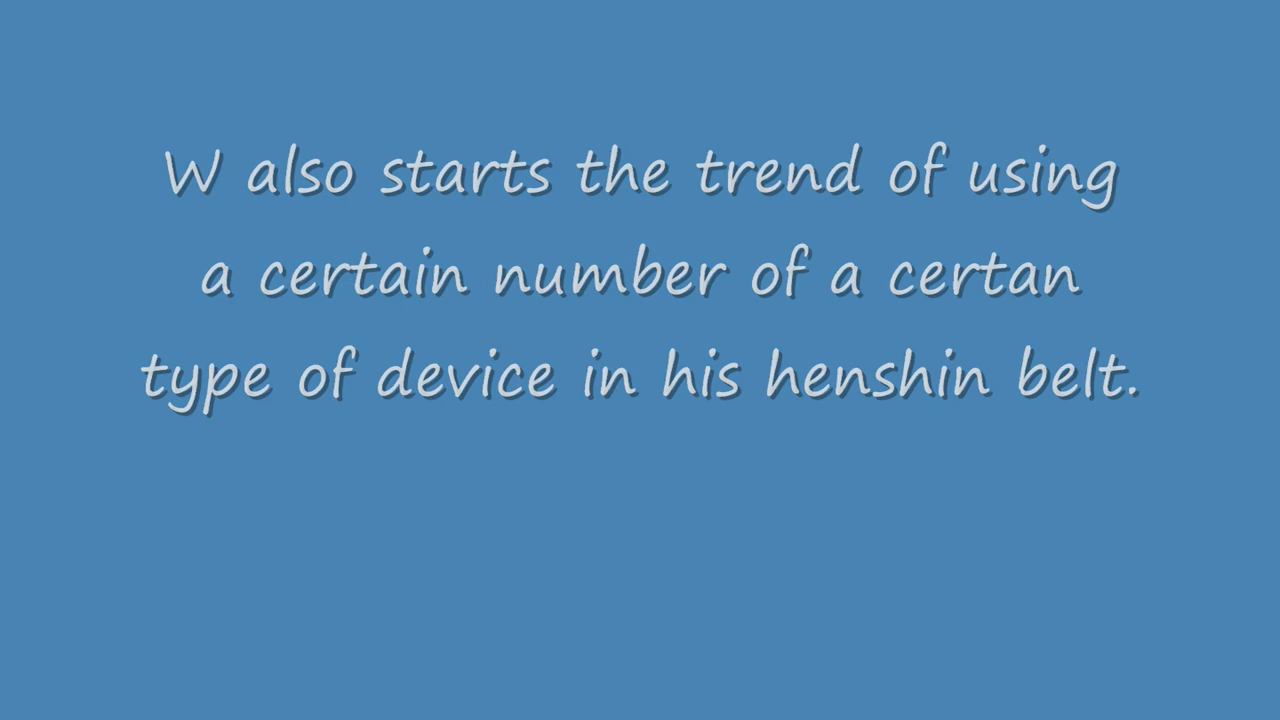 W also starts the trend of using
a certain number of a certan
type of device in his henshin belt.